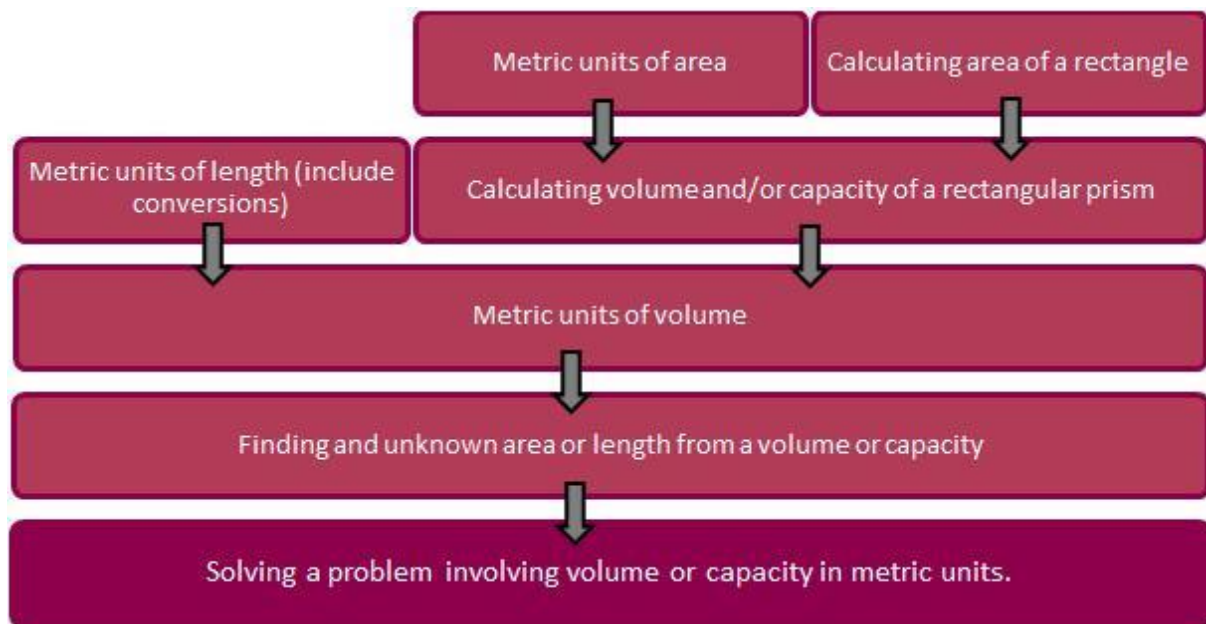 Metric units of area
Calculating area of a rectangle
Metric units of length (include
conversions)
Calculating volume and/or capacity of a rectangular prism
Metric units of volume
Finding and unknown area or length from a volume or capacity
Solving a problem involving volume or capacity in metric units.